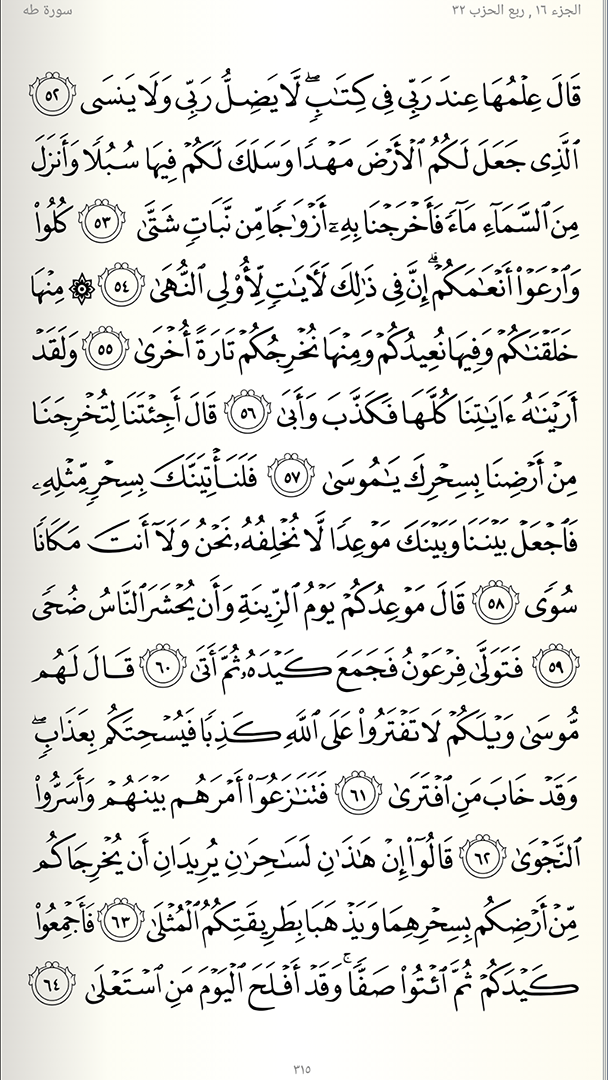 الجزء ١٦ , ربع الحزب ٣٢
سورة طه
قَالَ عِلْمُهَا عِندَ رَبِّى فِى كِتَٰبٍۖ لَّا يَضِلُّ رَبِّى وَلَا يَنسَى ٥٢
ٱلَّذِى جَعَلَ لَكُمُ ٱلْأَرْضَ مَهْدًا وَسَلَكَ لَكُمْ فِيهَا سُبُلًا وَأَنزَلَ
مِنَ ٱلسَّمَآءِ مَآءً فَأَخْرَجْنَا بِهِۦٓ أَزْوَٰجًا مِّن نَّبَاتٍ شَتَّىٰ ٥٣ كُلُوا۟
وَٱرْعَوْا۟ أَنْعَٰمَكُمْۗ إِنَّ فِى ذَٰلِكَ لَءَايَٰتٍ لِّأُو۟لِى ٱلنُّهَىٰ ٥٤ ۞ مِنْهَا
خَلَقْنَٰكُمْ وَفِيهَا نُعِيدُكُمْ وَمِنْهَا نُخْرِجُكُمْ تَارَةً أُخْرَىٰ ٥٥ وَلَقَدْ
أَرَيْنَٰهُ ءَايَٰتِنَا كُلَّهَا فَكَذَّبَ وَأَبَىٰ ٥٦ قَالَ أَجِئْتَنَا لِتُخْرِجَنَا
مِنْ أَرْضِنَا بِسِحْرِكَ يَٰمُوسَىٰ ٥٧ فَلَنَأْتِيَنَّكَ بِسِحْرٍ مِّثْلِهِۦ
فَٱجْعَلْ بَيْنَنَا وَبَيْنَكَ مَوْعِدًا لَّا نُخْلِفُهُۥ نَحْنُ وَلَآ أَنتَ مَكَانًا
سُوًى ٥٨ قَالَ مَوْعِدُكُمْ يَوْمُ ٱلزِّينَةِ وَأَن يُحْشَرَ ٱلنَّاسُ ضُحًى
٥٩ فَتَوَلَّىٰ فِرْعَوْنُ فَجَمَعَ كَيْدَهُۥ ثُمَّ أَتَىٰ ٦٠ قَالَ لَهُم
مُّوسَىٰ وَيْلَكُمْ لَا تَفْتَرُوا۟ عَلَى ٱللَّهِ كَذِبًا فَيُسْحِتَكُم بِعَذَابٍۖ
وَقَدْ خَابَ مَنِ ٱفْتَرَىٰ ٦١ فَتَنَٰزَعُوٓا۟ أَمْرَهُم بَيْنَهُمْ وَأَسَرُّوا۟
ٱلنَّجْوَىٰ ٦٢ قَالُوٓا۟ إِنْ هَٰذَٰنِ لَسَٰحِرَٰنِ يُرِيدَانِ أَن يُخْرِجَاكُم
مِّنْ أَرْضِكُم بِسِحْرِهِمَا وَيَذْهَبَا بِطَرِيقَتِكُمُ ٱلْمُثْلَىٰ ٦٣ فَأَجْمِعُوا۟
كَيْدَكُمْ ثُمَّ ٱئْتُوا۟ صَفًّاۚ وَقَدْ أَفْلَحَ ٱلْيَوْمَ مَنِ ٱسْتَعْلَىٰ ٦٤
٣١٥